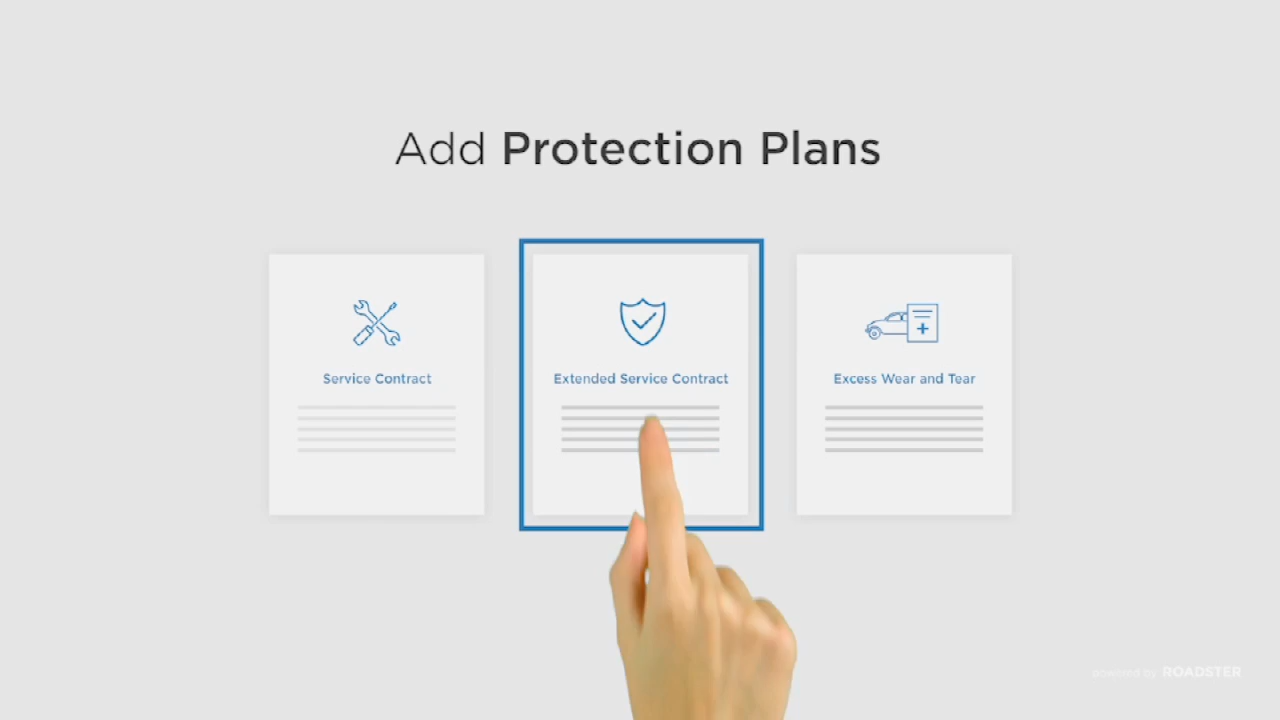 Add Protection Plans
Service Contract
Extended Service Contract
Excess Wear and Tear
powered by ROADSTER